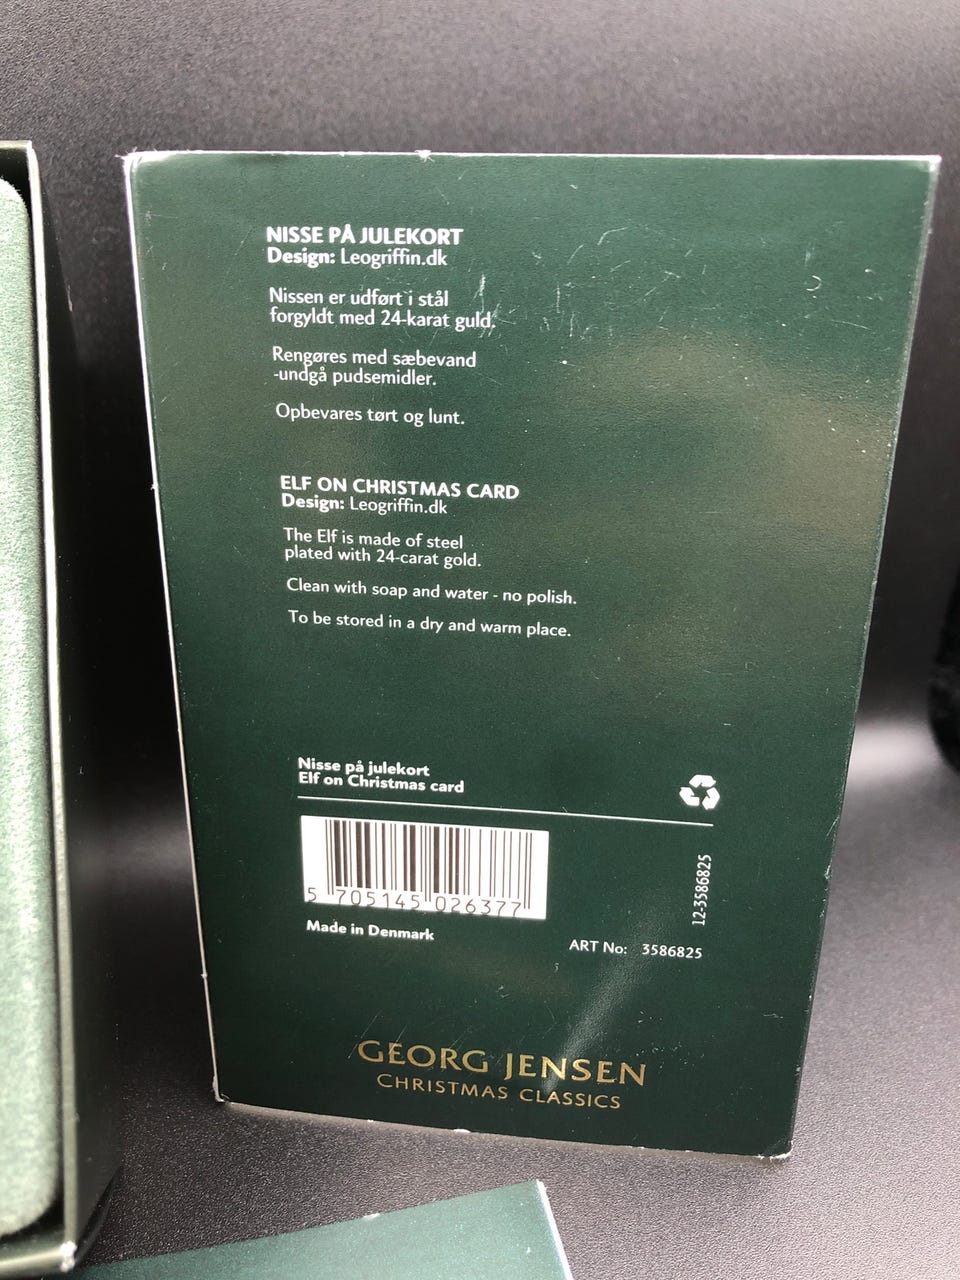 NISSE PÅ JULEKORT
Design: Leogriffin.dk
Nissen er udført i stål
forgyldt med 24-karat guld.
Rengøres med sæbevand
-undgå pudsemidler.
Opbevares tørt og lunt.
ELF ON CHRISTMAS CARD
Design: Leogriffin.dk
The Elf is made of steel
plated with 24-carat gold.
Clean with soap and water - no polish.
To be stored in a dry and warm place.
Nisse på julekort
Elf on Christmas card
5 705145 026377
Made in Denmark
12-3586825
ART No: 3586825
GEORG JENSEN
CHRISTMAS CLASSICS